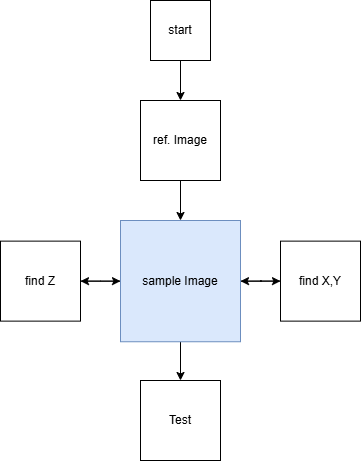 start
ref. Image
find Z
sample Image
find X,Y
Test